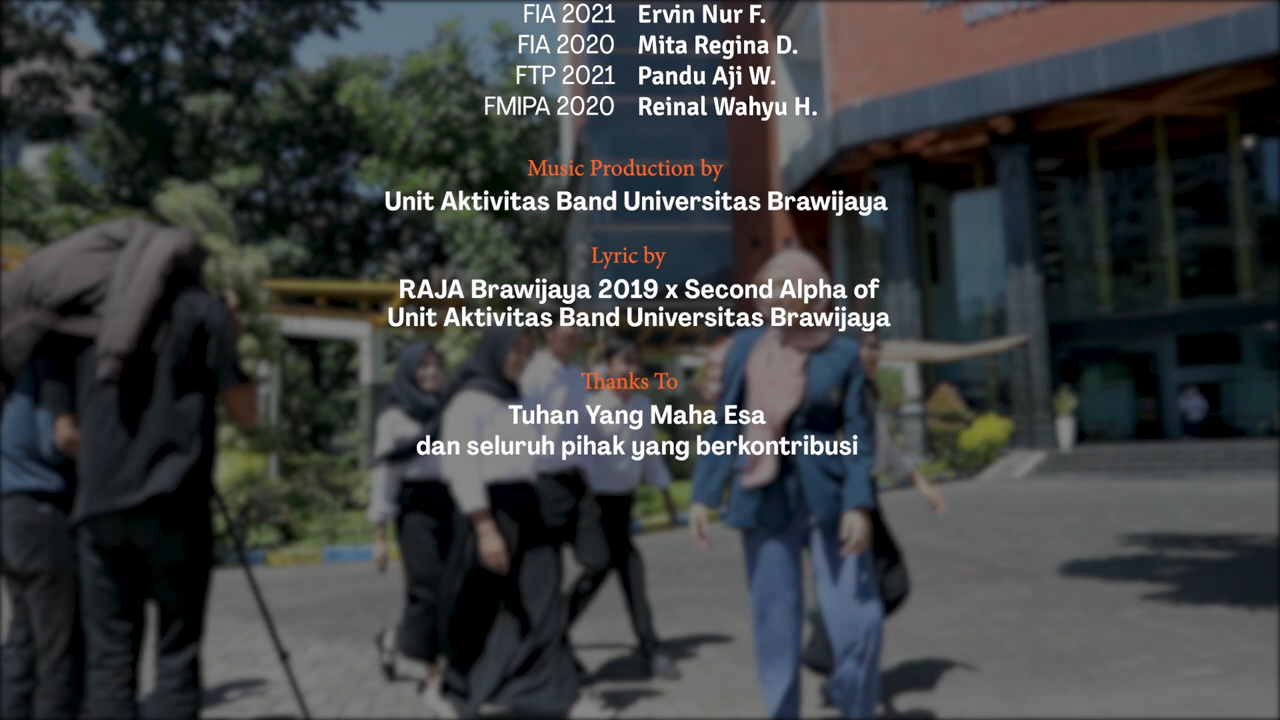 FIA 2021 Ervin Nur F.
FIA 2020 Mita Regina D.
FTP 2021 Pandu Aji W.
FMIPA 2020 Reinal Wahyu H.
Music Production by
Unit Aktivitas Band Universitas Brawijaya
Lyric by
RAJA Brawijaya 2019 x Second Alpha of
Unit Aktivitas Band Universitas Brawijaya
Thanks To
Tuhan Yang Maha Esa
dan seluruh pihak yang berkontribusi